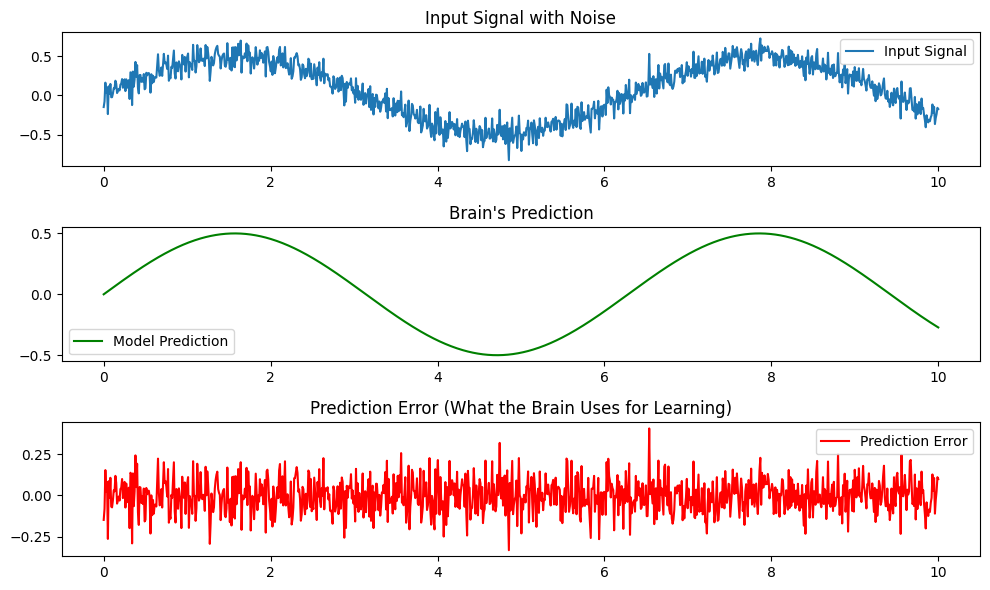 Input Signal with Noise
Input Signal
0.5
0.0
−0.5
0 2 4 6 8 10
Brain's Prediction
0.5
0.0
−0.5
Model Prediction
0 2 4 6 8 10
Prediction Error (What the Brain Uses for Learning)
Prediction Error
0.25
0.00
−0.25
0 2 4 6 8 10